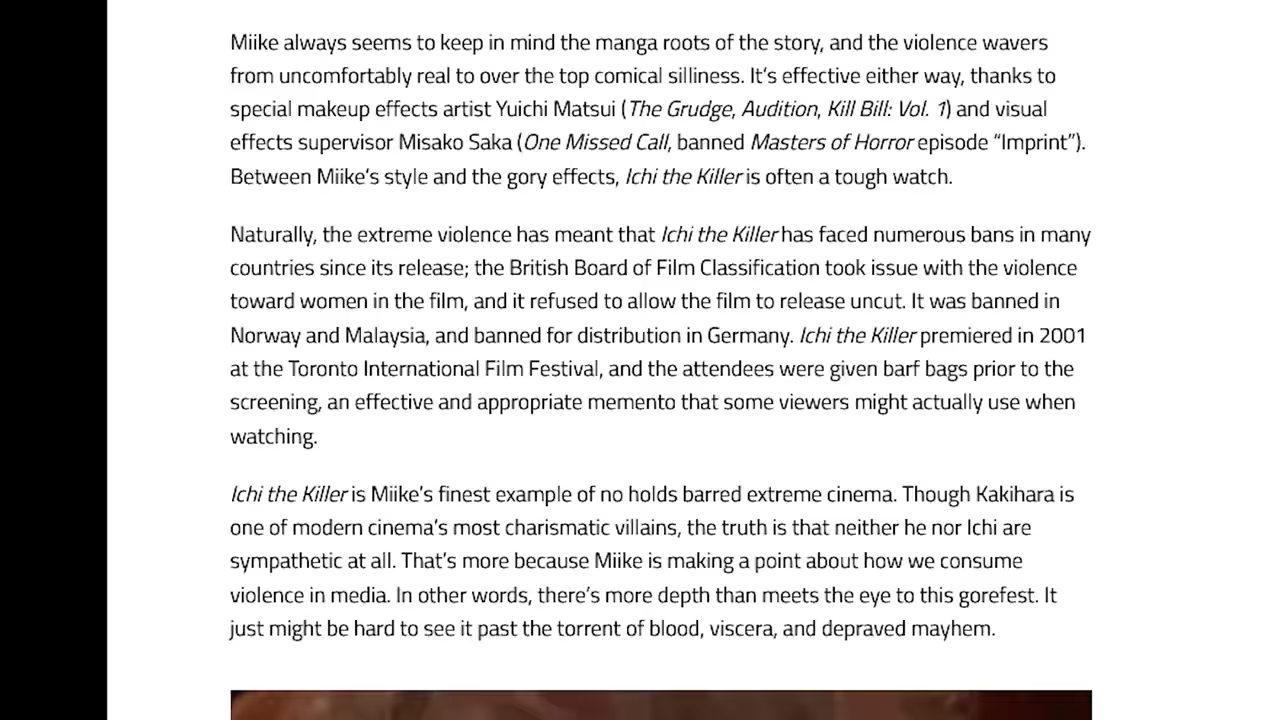 Miike always seems to keep in mind the manga roots of the story, and the violence wavers
from uncomfortably real to over the top comical silliness. It’s effective either way, thanks to
special makeup effects artist Yuichi Matsui (The Grudge, Audition, Kill Bill: Vol. 1) and visual
effects supervisor Misako Saka (One Missed Call, banned Masters of Horror episode “Imprint”).
Between Miike’s style and the gory effects, Ichi the Killer is often a tough watch.
Naturally, the extreme violence has meant that Ichi the Killer has faced numerous bans in many
countries since its release; the British Board of Film Classification took issue with the violence
toward women in the film, and it refused to allow the film to release uncut. It was banned in
Norway and Malaysia, and banned for distribution in Germany. Ichi the Killer premiered in 2001
at the Toronto International Film Festival, and the attendees were given barf bags prior to the
screening, an effective and appropriate memento that some viewers might actually use when
watching.
Ichi the Killer is Miike’s finest example of no holds barred extreme cinema. Though Kakihara is
one of modern cinema’s most charismatic villains, the truth is that neither he nor Ichi are
sympathetic at all. That’s more because Miike is making a point about how we consume
violence in media. In other words, there’s more depth than meets the eye to this gorefest. It
just might be hard to see it past the torrent of blood, viscera, and depraved mayhem.